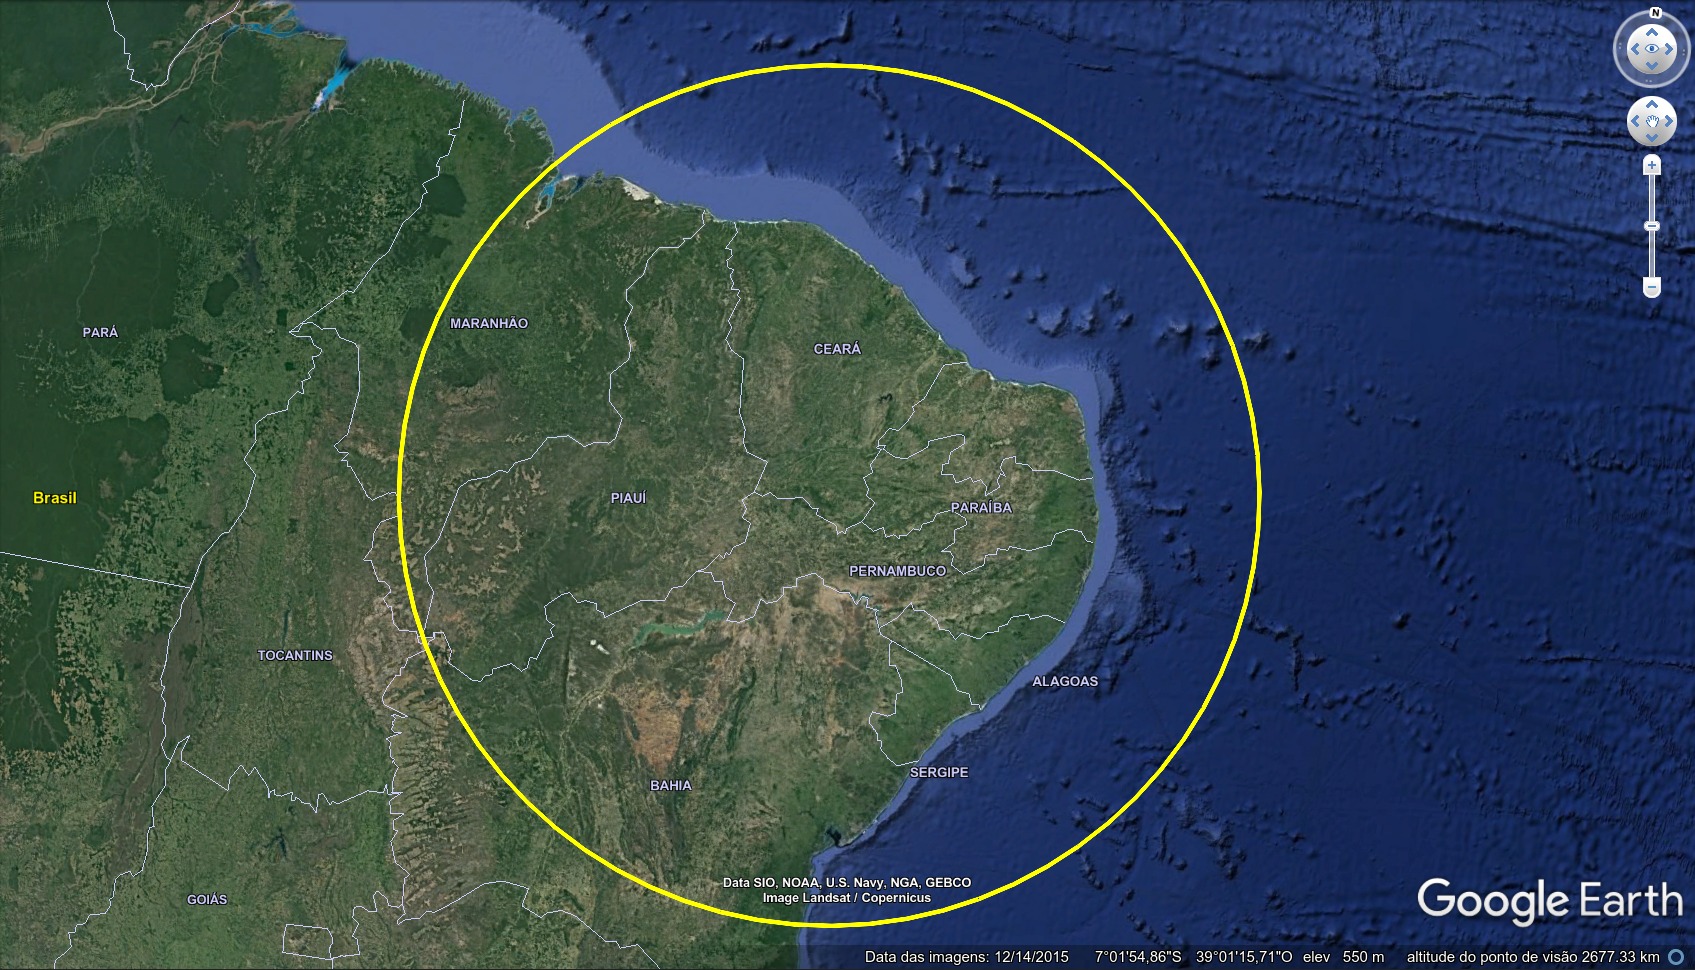 N
PARÁ
MARANHÃO
CEARÁ
Brasil
PIAUÍ
PARAÍBA
PERNAMBUCO
TOCANTINS
ALAGOAS
SERGIPE
BAHIA
GOIÁS
Data SIO, NOAA, U.S. Navy, NGA, GEBCO
Image Landsat / Copernicus
Google Earth
Data das imagens: 12/14/2015 7°01'54,86"S 39°01'15,71"O elev 550 m altitude do ponto de visão 2677.33 km